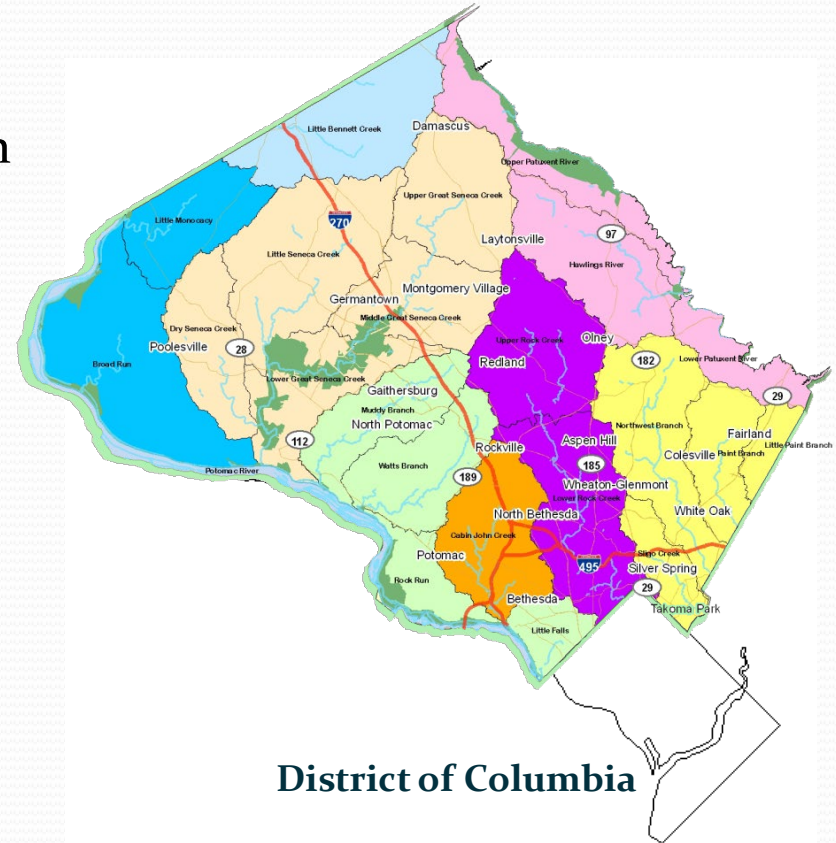 n
Little Bennett Creek
Damascus
Upper Patuxent River
Upper Great Seneca Creek
Little Monocacy
270
97
Laytonsville
Little Seneca Creek
Hawlings River
Montgomery Village
Germantown
Middle Great Seneca Creek
Dry Seneca Creek
Poolesville
28
Upper Rock Creek
Olney
182
Lower Patuxent River
Broad Run
Redland
Lower Great Seneca Creek
Gaithersburg
29
Muddy Branch
North Potomac
Northwest Branch
Fairland
112
Rockville
Aspen Hill
Colesville
Paint Branch
Little Paint Branch
Watts Branch
185
Potomac River
189
Wheaton-Glenmont
Lower Rock Creek
North Bethesda
White Oak
Cabin John Creek
Potomac
Sligo Creek
495
Silver Spring
Rock Run
29
Bethesda
Takoma Park
Little Falls
District of Columbia